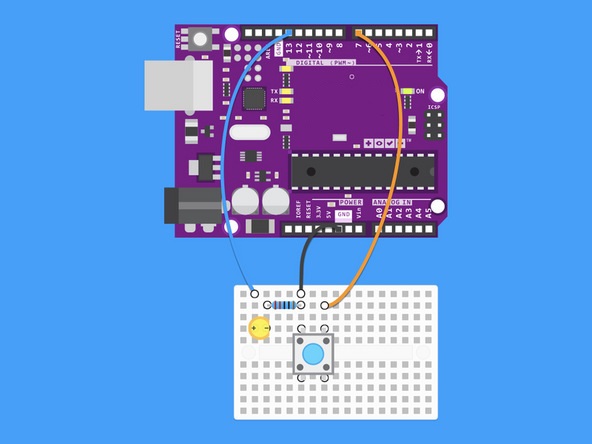 RESET
AREF
GND
13
12
~11
~10
~9
8
7
~6
~5
4
~3
2
TX→1
RX←0
DIGITAL (PWM~)
TX
RX
ON
ICSP
POWER
ANALOG IN
IOREF
RESET
3.3V
5V
GND
Vin
A0
A1
A2
A3
A4
A5
+
-